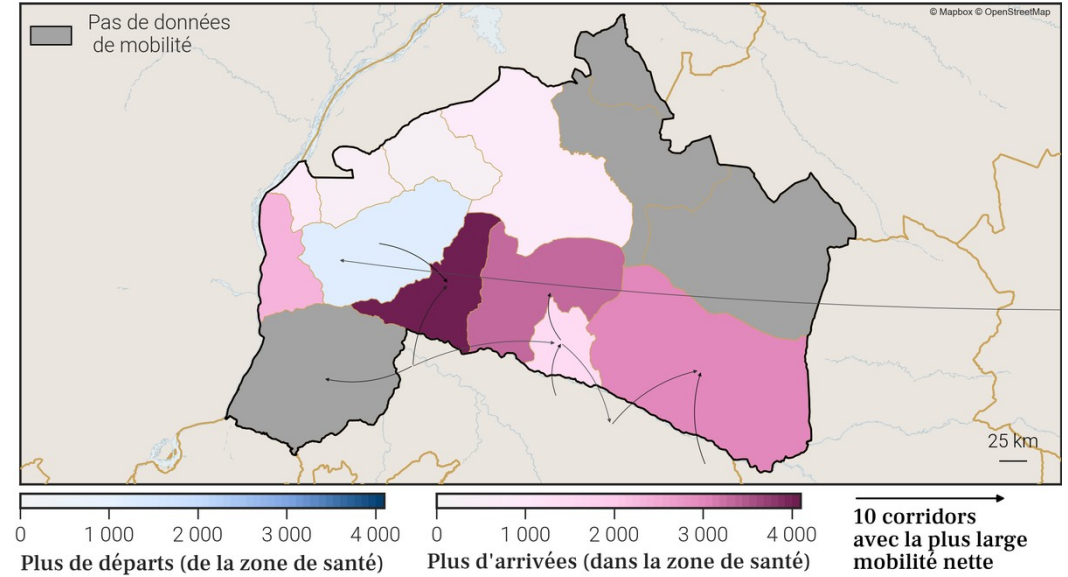 Pas de données
de mobilité
© Mapbox © OpenStreetMap
25 km
0 1 000 2 000 3 000 4 000
Plus de départs (de la zone de santé)
0 1 000 2 000 3 000 4 000
Plus d'arrivées (dans la zone de santé)
10 corridors
avec la plus large
mobilité nette